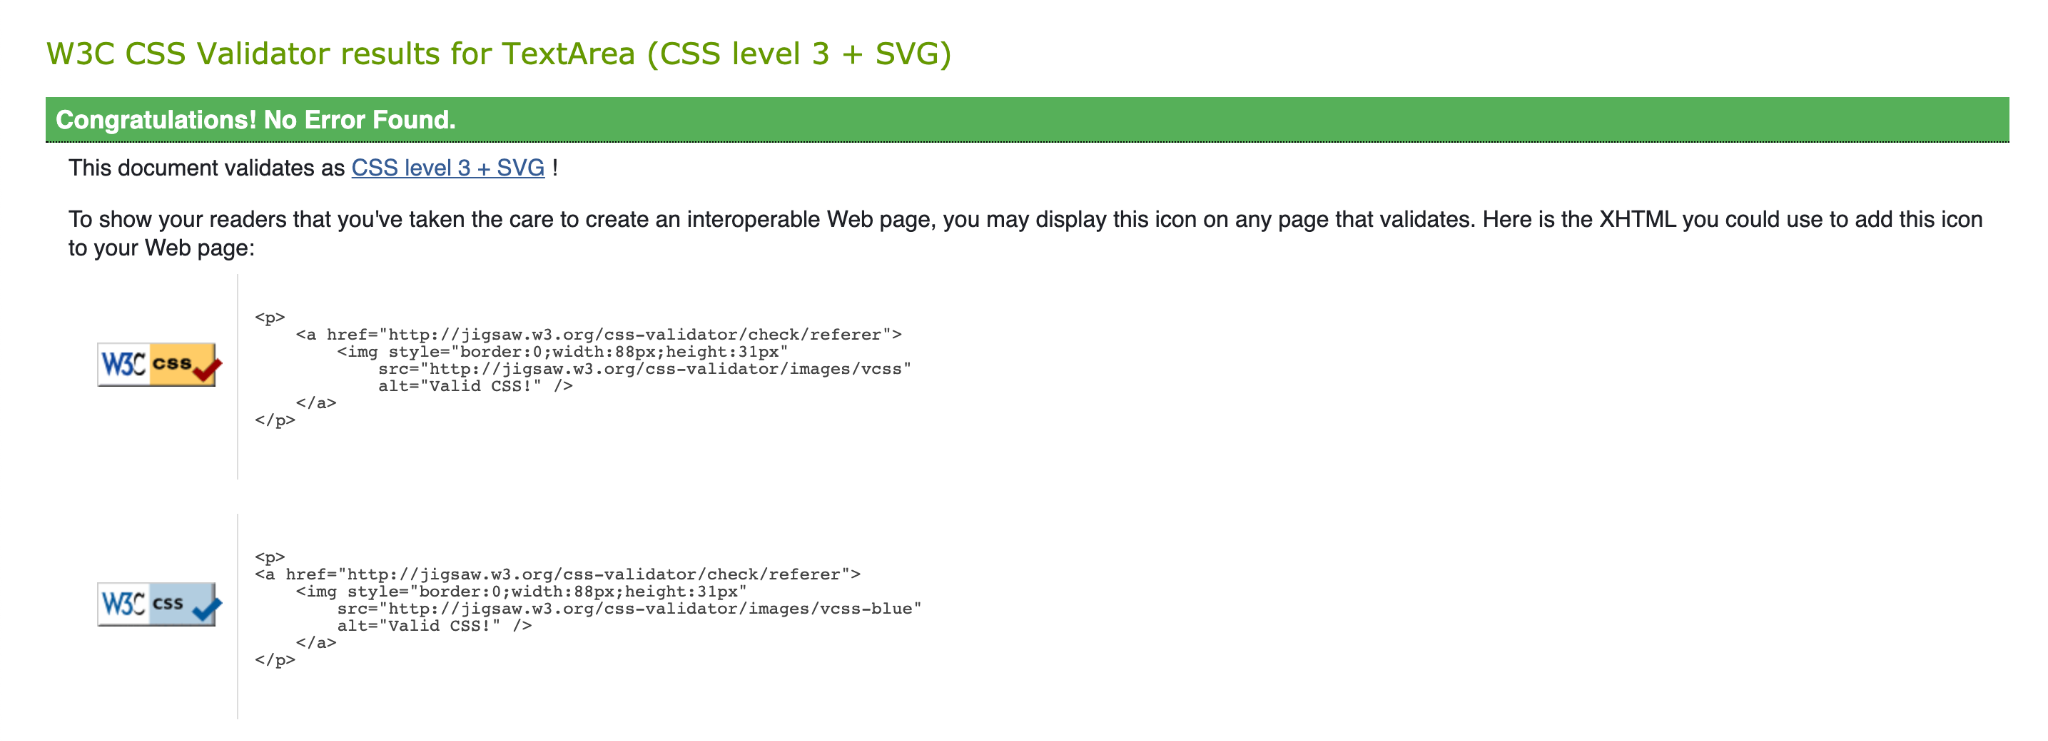 W3C CSS Validator results for TextArea (CSS level 3 + SVG)
Congratulations! No Error Found.
This document validates as CSS level 3 + SVG !
To show your readers that you've taken the care to create an interoperable Web page, you may display this icon on any page that validates. Here is the XHTML you could use to add this icon
to your Web page:
<p>
<a href="http://jigsaw.w3.org/css-validator/check/referer">
<img style="border:0;width:88px;height:31px"
W3C css
src="http://jigsaw.w3.org/css-validator/images/vcss"
alt="Valid CSS!" />
</a>
</p>
<p>
<a href="http://jigsaw.w3.org/css-validator/check/referer">
<img style="border:0;width:88px;height:31px"
W3C css
src="http://jigsaw.w3.org/css-validator/images/vcss-blue"
alt="Valid CSS!" />
</a>
</p>